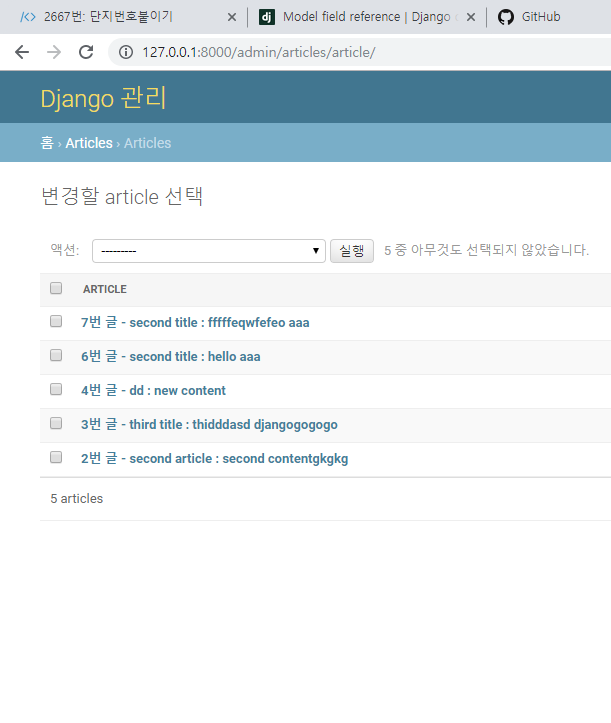 2667번: 단지번호붙이기
Model field reference | Django
GitHub
127.0.0.1:8000/admin/articles/article/
Django 관리
홈 › Articles › Articles
변경할 article 선택
액션: --------- 실행 5 중 아무것도 선택되지 않았습니다.
ARTICLE
7번 글 - second title : fffffeqwfefeo aaa
6번 글 - second title : hello aaa
4번 글 - dd : new content
3번 글 - third title : thidddasd djangogogogo
2번 글 - second article : second contentgkgkg
5 articles